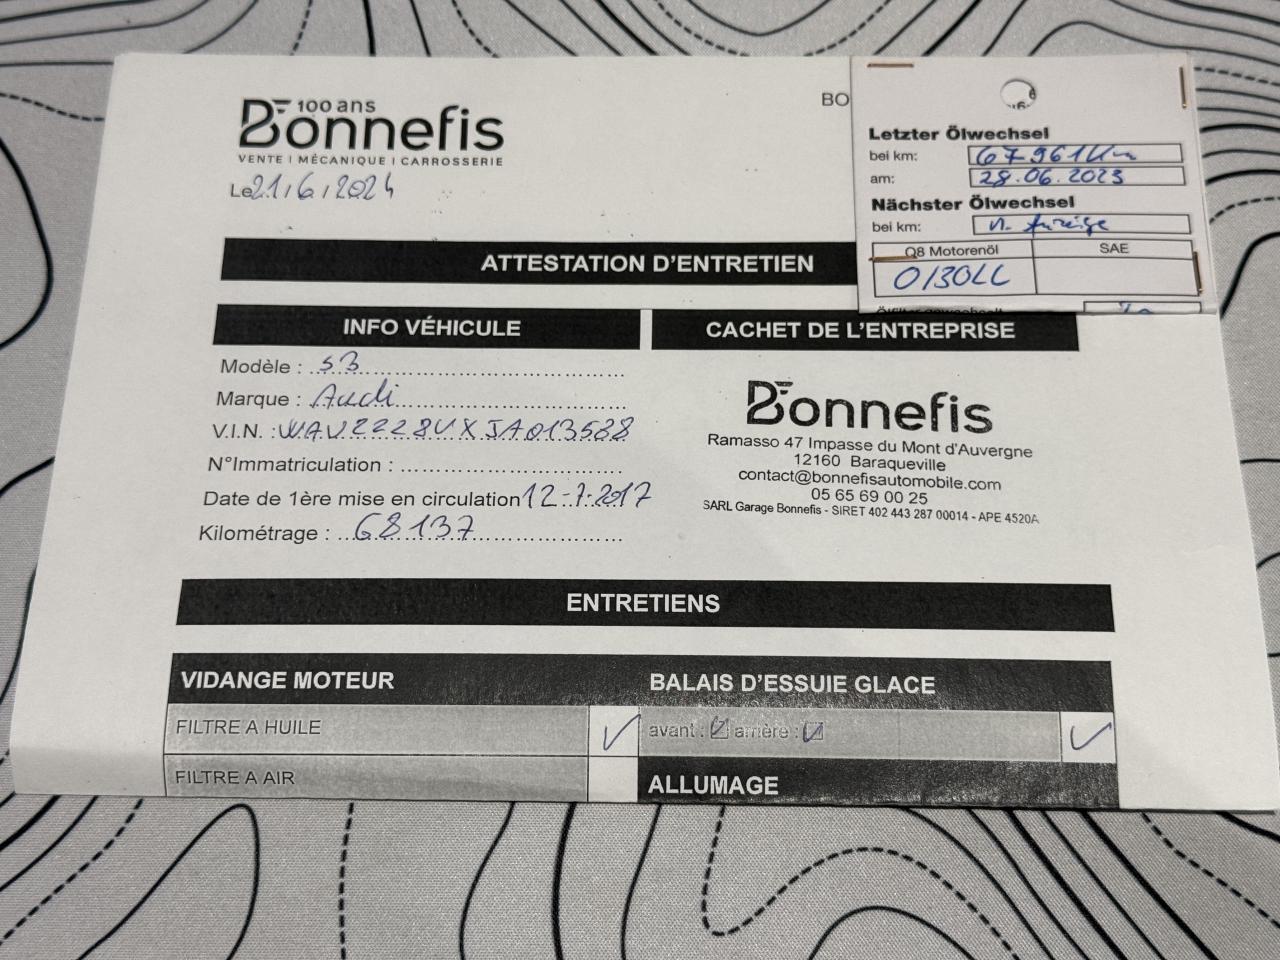 100 ans
Bonnefis
VENTE | MÉCANIQUE | CARROSSERIE
Le 21/6/2024
BO
Letzter Ölwechsel
bei km: 67 961 Km
am: 28.06.2023
Nächster Ölwechsel
bei km: n. Anzeige
Q8 Motorenöl SAE
0/30LL
ATTESTATION D'ENTRETIEN
INFO VÉHICULE
Modèle : S3
Marque : Audi
V.I.N. : WAUZZZ8VXJA013588
N°Immatriculation :
Date de 1ère mise en circulation 12-7-2017
Kilométrage : 68137
CACHET DE L'ENTREPRISE
Bonnefis
Ramasso 47 Impasse du Mont d'Auvergne
12160 Baraqueville
contact@bonnefisautomobile.com
05 65 69 00 25
SARL Garage Bonnefis - SIRET 402 443 287 00014 - APE 4520A
ENTRETIENS
VIDANGE MOTEUR
FILTRE A HUILE ✓
FILTRE A AIR
BALAIS D'ESSUIE GLACE
avant : ☑ arrière : ☑ ✓
ALLUMAGE